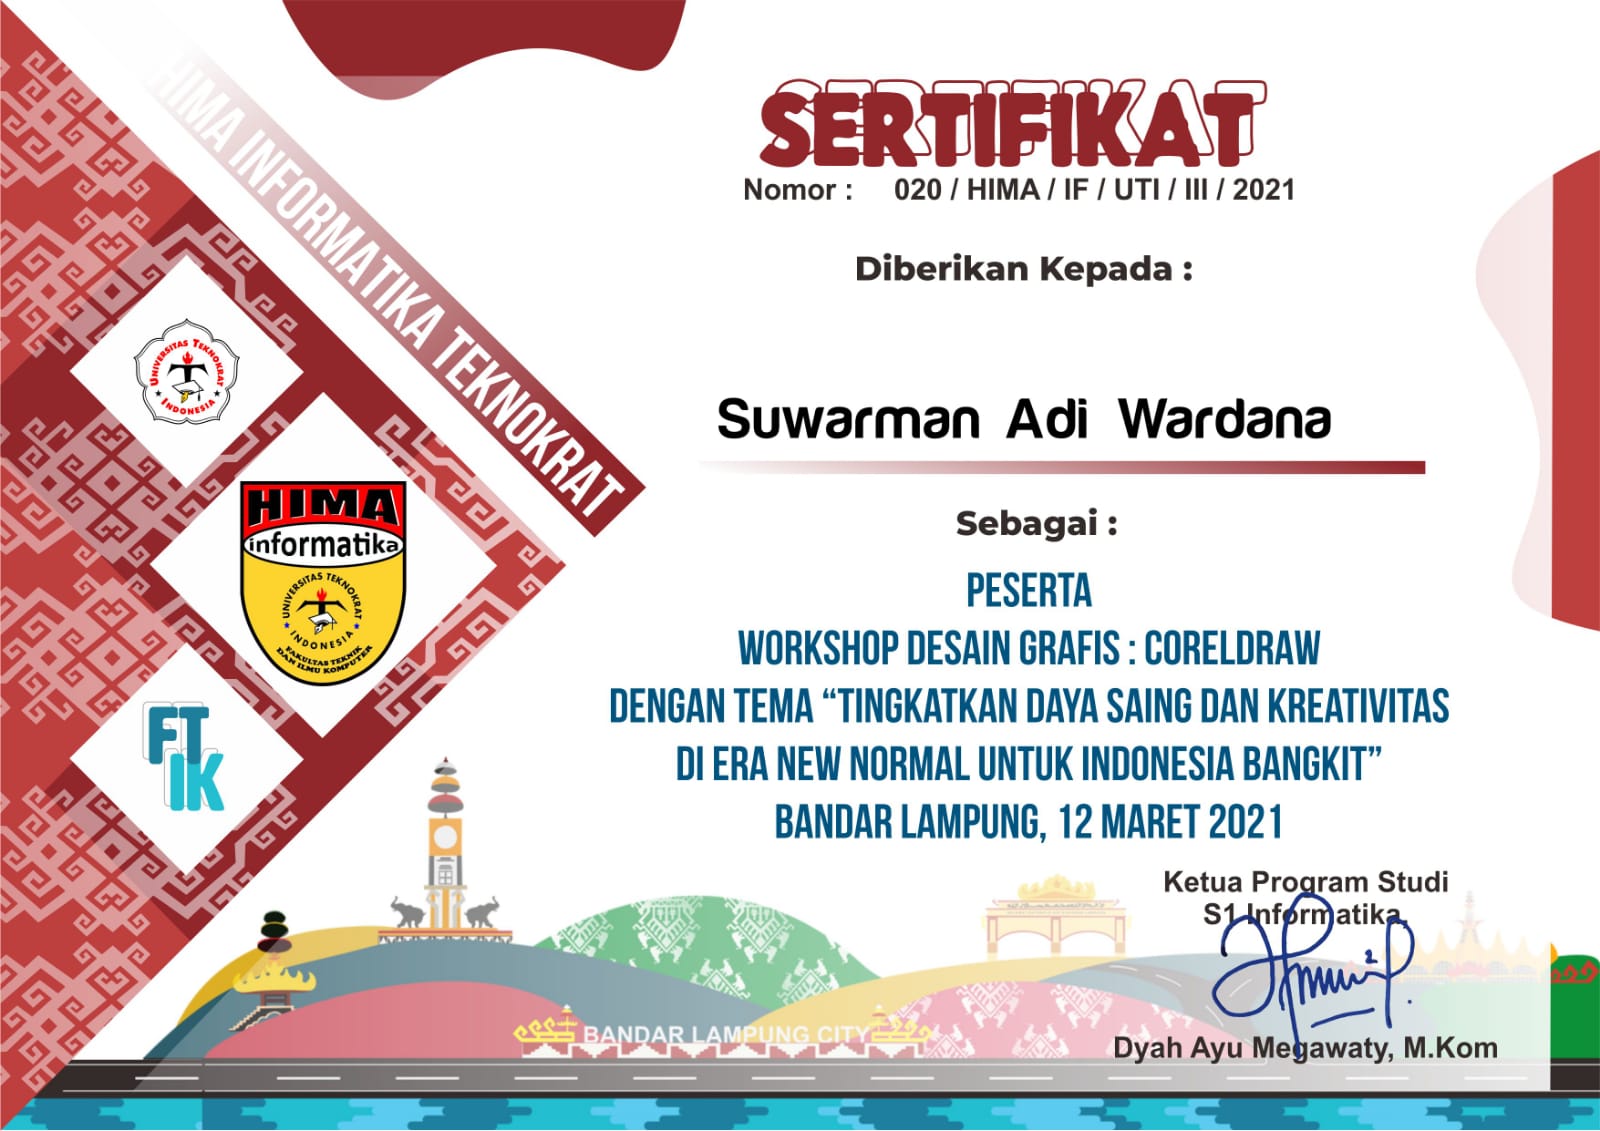 SERTIFIKAT
Nomor : 020 / HIMA / IF / UTI / III / 2021
Diberikan Kepada :
Suwarman Adi Wardana
Sebagai :
PESERTA
WORKSHOP DESAIN GRAFIS : CORELDRAW
DENGAN TEMA “TINGKATKAN DAYA SAING DAN KREATIVITAS
DI ERA NEW NORMAL UNTUK INDONESIA BANGKIT”
BANDAR LAMPUNG, 12 MARET 2021
Ketua Program Studi
S1 Informatika,
Dyah Ayu Megawaty, M.Kom
HIMA INFORMATIKA TEKNOKRAT
UNIVERSITAS TEKNOKRAT
INDONESIA
HIMA
informatika
UNIVERSITAS TEKNOKRAT
INDONESIA
FAKULTAS TEKNIK
DAN ILMU KOMPUTER
FT
IK
BANDAR LAMPUNG CITY